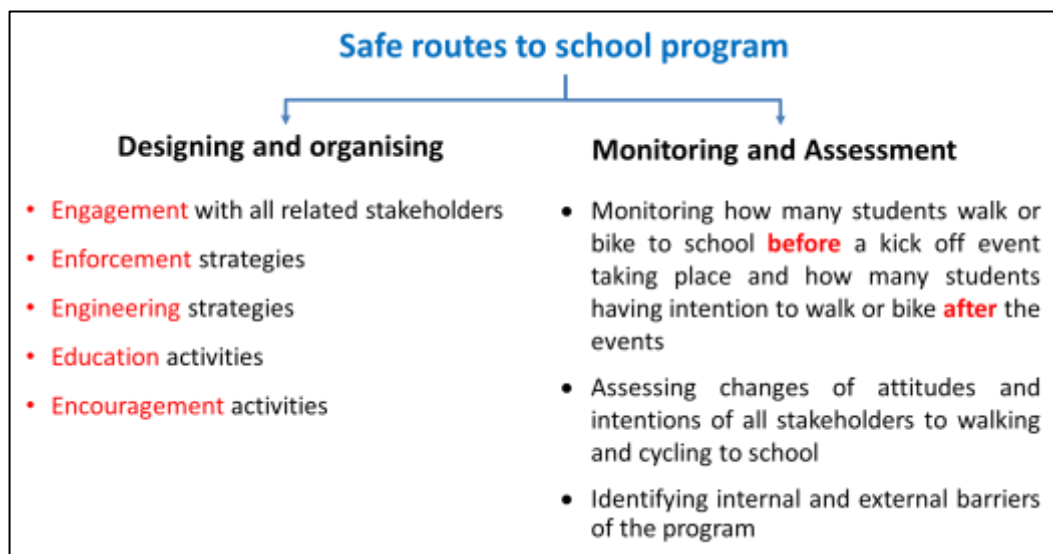 Safe routes to school program
Designing and organising
• Engagement with all related stakeholders
• Enforcement strategies
• Engineering strategies
• Education activities
• Encouragement activities
Monitoring and Assessment
• Monitoring how many students walk or
bike to school before a kick off event
taking place and how many students
having intention to walk or bike after the
events
• Assessing changes of attitudes and
intentions of all stakeholders to walking
and cycling to school
• Identifying internal and external barriers
of the program